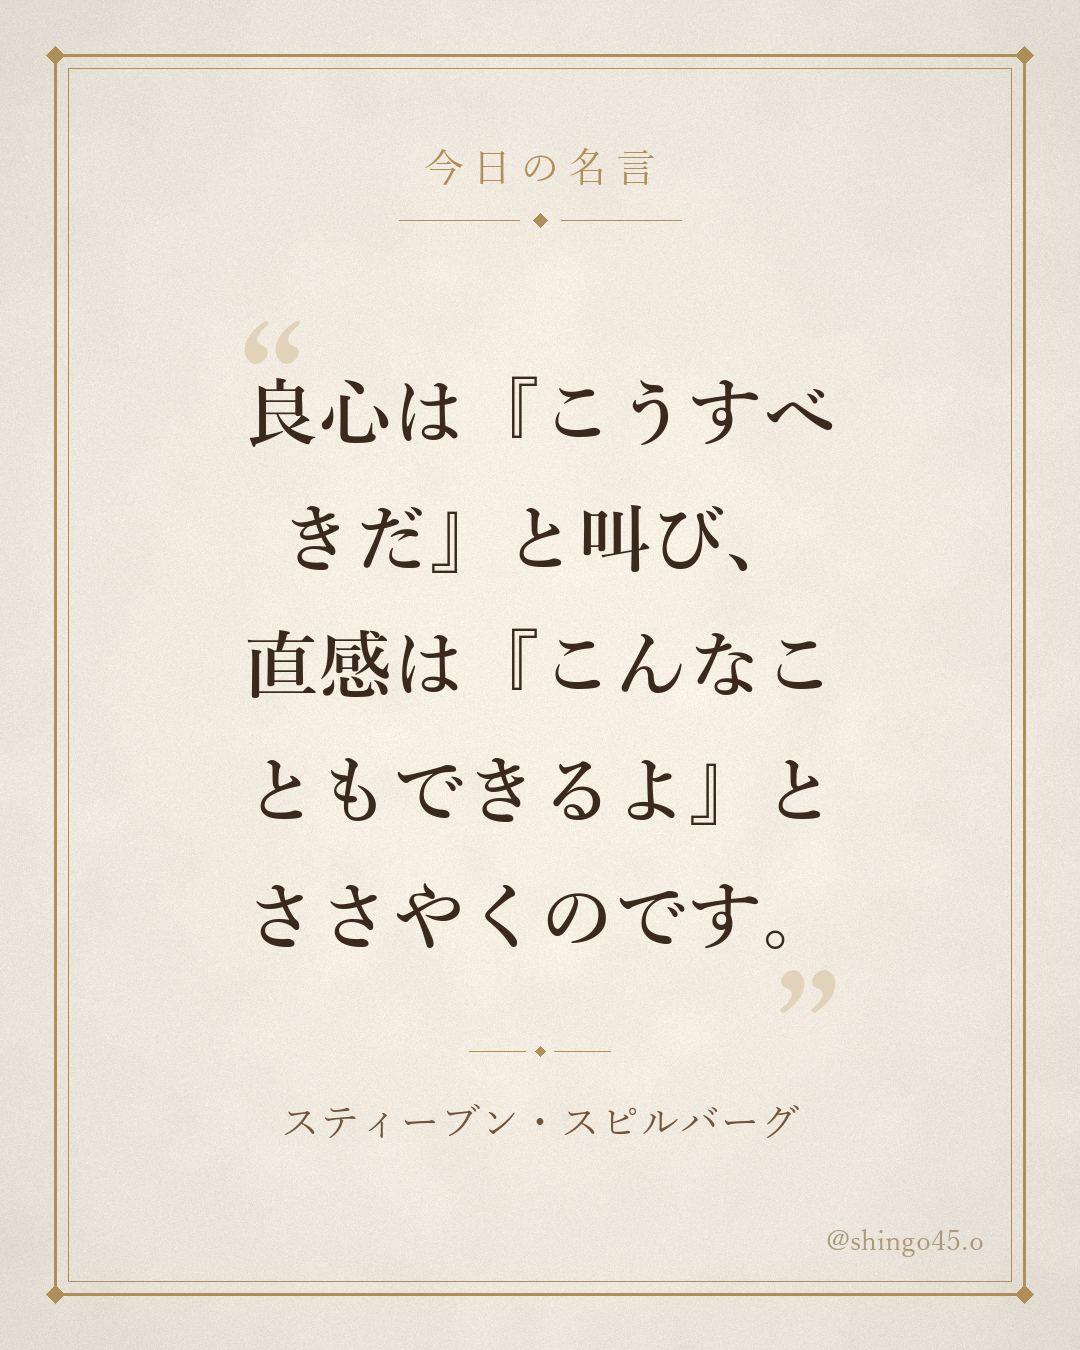 今日の名言
“
良心は『こうすべ
きだ』と叫び、
直感は『こんなこ
ともできるよ』と
ささやくのです。
”
スティーブン・スピルバーグ
@shingo45.o